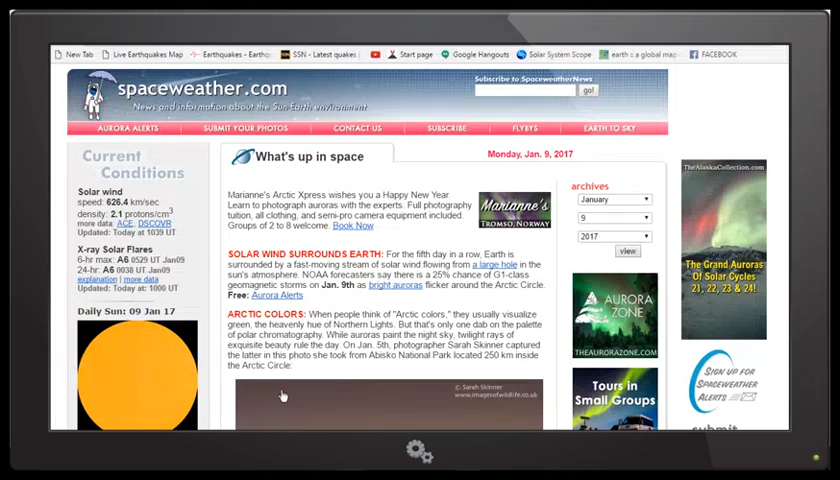 New Tab
Live Earthquakes Map
Earthquakes - Earthq
SSN - Latest quakes
Start page
Google Hangouts
Solar System Scope
earth :: a global map
FACEBOOK
spaceweather.com
News and information about the Sun-Earth environment
Subscribe to SpaceweatherNews
go!
AURORA ALERTS
SUBMIT YOUR PHOTOS
CONTACT US
SUBSCRIBE
FLYBYS
EARTH TO SKY
Current
Conditions
Solar wind
speed: 626.4 km/sec
density: 2.1 protons/cm3
more data: ACE, DSCOVR
Updated: Today at 1039 UT
X-ray Solar Flares
6-hr max: A6 0529 UT Jan09
24-hr: A6 0038 UT Jan09
explanation | more data
Updated: Today at: 1000 UT
Daily Sun: 09 Jan 17
What's up in space
Monday, Jan. 9, 2017
Marianne's Arctic Xpress wishes you a Happy New Year.
Learn to photograph auroras with the experts. Full photography
tuition, all clothing, and semi-pro camera equipment included.
Groups of 2 to 8 welcome. Book Now
Marianne's
TROMSO, NORWAY
SOLAR WIND SURROUNDS EARTH: For the fifth day in a row, Earth is
surrounded by a fast-moving stream of solar wind flowing from a large hole in the
sun's atmosphere. NOAA forecasters say there is a 25% chance of G1-class
geomagnetic storms on Jan. 9th as bright auroras flicker around the Arctic Circle.
Free: Aurora Alerts
ARCTIC COLORS: When people think of "Arctic colors," they usually visualize
green, the heavenly hue of Northern Lights. But that's only one dab on the palette
of polar chromatography. While auroras paint the night sky, twilight rays of
exquisite beauty rule the day. On Jan. 5th, photographer Sarah Skinner captured
the latter in this photo she took from Abisko National Park located 250 km inside
the Arctic Circle:
© Sarah Skinner
www.imagesofwildlife.co.uk
archives
January
9
2017
view
AURORA
ZONE
THEAURORAZONE.COM
Tours in
Small Groups
TheAlaskaCollection.com
The Grand Auroras
Of Solar Cycles
21, 22, 23 & 24!
SIGN UP FOR
SPACEWEATHER
ALERTS
submit